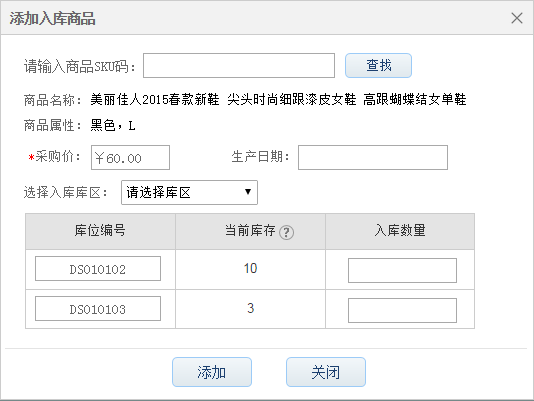 添加入库商品
请输入商品SKU码： 查找
商品名称：美丽佳人2015春款新鞋 尖头时尚细跟漆皮女鞋 高跟蝴蝶结女单鞋
商品属性：黑色，L
*采购价：￥60.00 生产日期：
选择入库库区： 请选择库区
库位编号 当前库存 ? 入库数量
DS010102 10
DS010103 3
添加 关闭